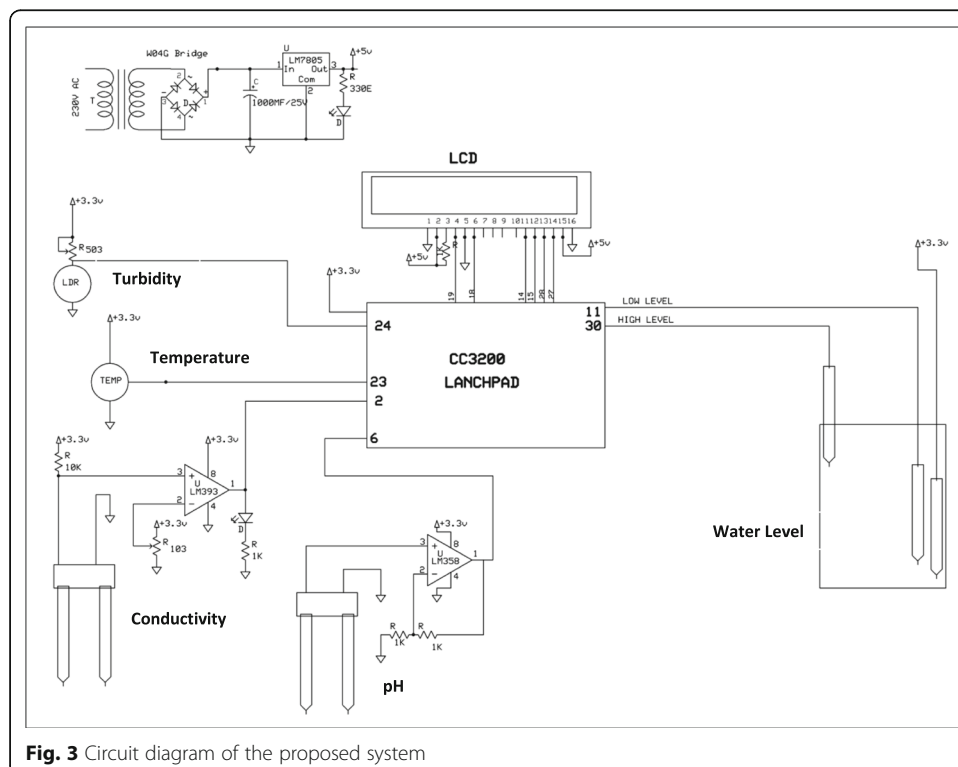 W04G Bridge
230V AC
T
2
3
1
4
-
+
D
C
+
1000MF/25V
U
LM7805
In Out
Com
1
3
2
+5v
R
330E
D
LCD
1 2 3 4 5 6 7 8 9 10 11 12 13 14 15 16
+5v
1K
R
+5v
+3.3v
R
503
LDR
Turbidity
+3.3v
19
18
14
15
28
27
+3.3v
TEMP
Temperature
24
23
2
6
CC3200
LANCHPAD
11
30
LOW LEVEL
HIGH LEVEL
+3.3v
Water Level
+3.3v
R
10K
+3.3v
3
+
8
U
LM393
1
2
-
4
+3.3v
R
103
D
R
1K
Conductivity
+3.3v
3
+
8
U
LM358
1
2
-
4
R
1K
R
1K
pH
Fig. 3 Circuit diagram of the proposed system